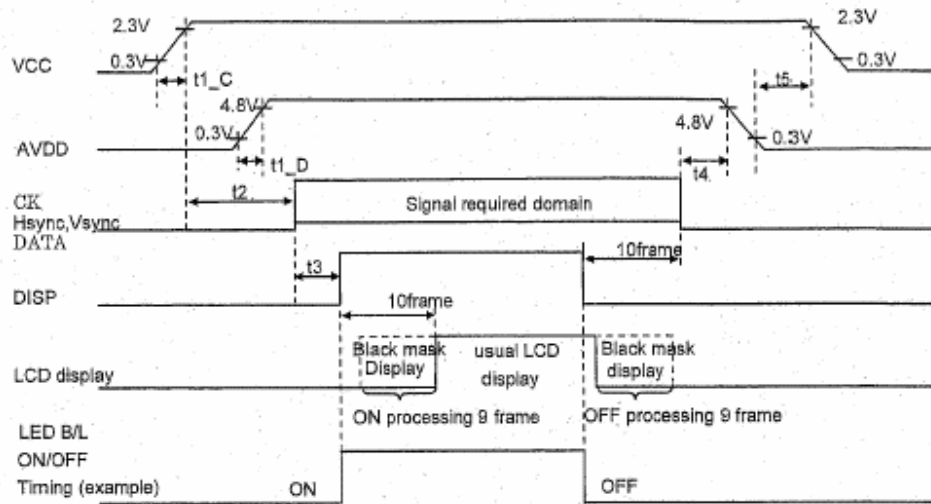 2.3V
2.3V
VCC
0.3V
0.3V
t1_C
t5.
4.8V
4.8V
0.3V
0.3V
AVDD
t1_D
t4.
t2.
CK
Signal required domain
Hsync,Vsync
DATA
10frame
t3
DISP
10frame
Black mask
Display
usual LCD
display
Black mask
display
LCD display
ON processing 9 frame
OFF processing 9 frame
LED B/L
ON/OFF
Timing (example)
ON
OFF